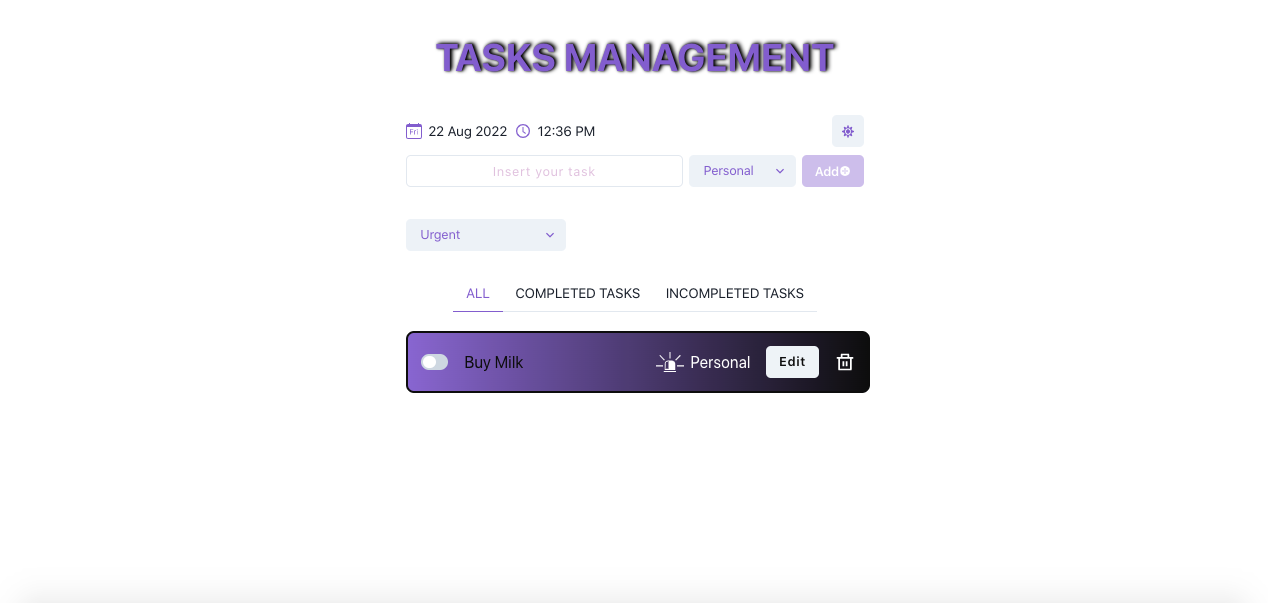 TASKS MANAGEMENT
Fri 22 Aug 2022 12:36 PM
Insert your task Personal Add
Urgent
ALL COMPLETED TASKS INCOMPLETED TASKS
Buy Milk Personal Edit